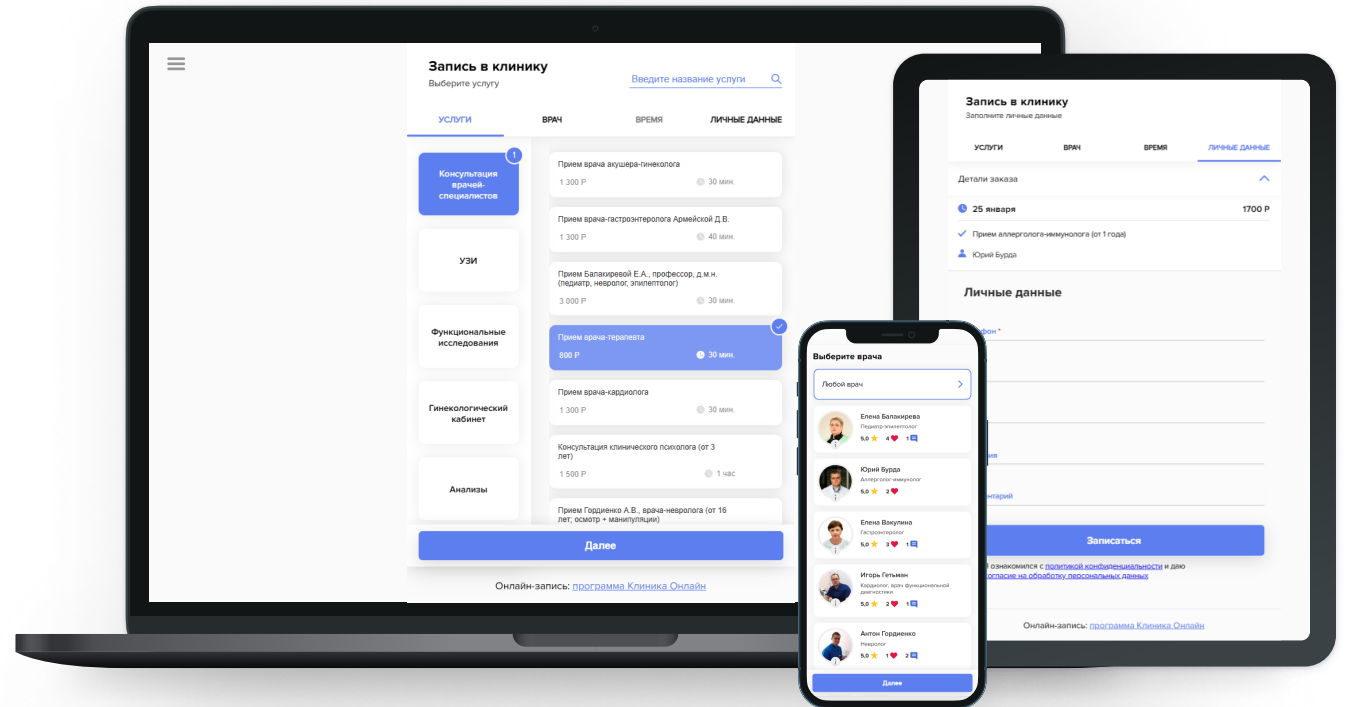 Запись в клинику
Выберите услугу
Введите название услуги
УСЛУГИ
ВРАЧ
ВРЕМЯ
ЛИЧНЫЕ ДАННЫЕ
1
Консультация
врачей-
специалистов
УЗИ
Функциональные
исследования
Гинекологический
кабинет
Анализы
Прием врача акушера-гинеколога
1 300 Р
30 мин.
Прием врача-гастроэнтеролога Армейской Д.В.
1 300 Р
40 мин.
Прием Балакиревой Е.А., профессор, д.м.н.
(педиатр, невролог, эпилептолог)
3 000 Р
30 мин.
Прием врача-терапевта
800 Р
30 мин.
Прием врача-кардиолога
1 300 Р
30 мин.
Консультация клинического психолога (от 3
лет)
1 500 Р
1 час
Прием Гордиенко А.В., врача-невролога (от 16
лет; осмотр + манипуляции)
Далее
Онлайн-запись: программа Клиника Онлайн
Выберите врача
Любой врач
Елена Балакирева
Педиатр-эпилептолог
5,0 4 1
Юрий Бурда
Аллерголог-иммунолог
5,0 2
Елена Вакулина
Гастроэнтеролог
5,0 3 1
Игорь Гетьман
Кардиолог, врач функциональной
диагностики
5,0 2 1
Антон Гордиенко
Невролог
5,0 1 2
Далее
Запись в клинику
Заполните личные данные
УСЛУГИ
ВРАЧ
ВРЕМЯ
ЛИЧНЫЕ ДАННЫЕ
Детали заказа
25 января
1700 Р
Прием аллерголога-иммунолога (от 1 года)
Юрий Бурда
Личные данные
фон *
ия
ентарий
Записаться
ознакомился с политикой конфиденциальности и даю
согласие на обработку персональных данных
Онлайн-запись: программа Клиника Онлайн